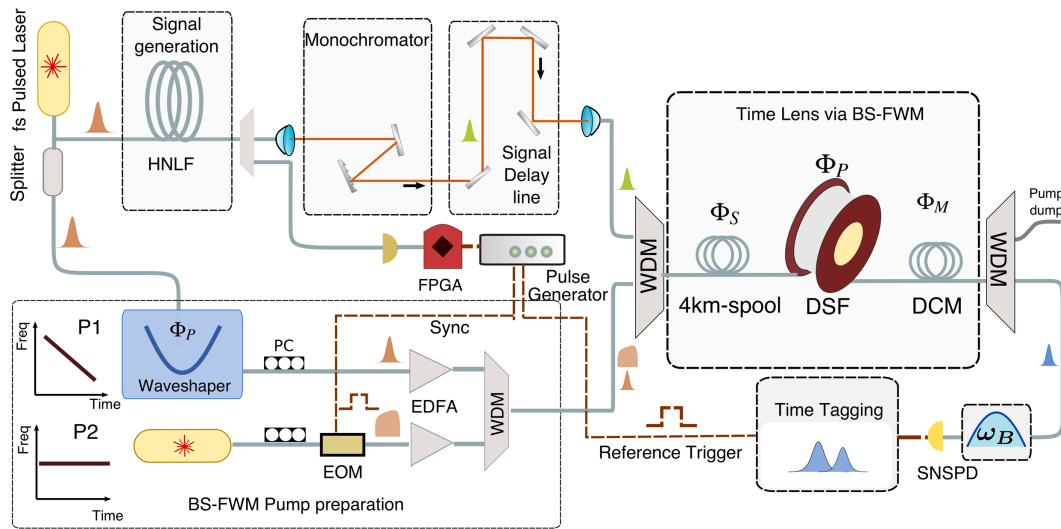 fs Pulsed Laser
Splitter
Signal
generation
HNLF
Monochromator
Signal
Delay
line
Time Lens via BS-FWM
Φ_P
Φ_S
Φ_M
WDM
4km-spool
DSF
DCM
WDM
Pump
dump
FPGA
Pulse
Generator
Sync
Freq
P1
Time
Φ_P
Waveshaper
PC
EDFA
WDM
Freq
P2
Time
EOM
BS-FWM Pump preparation
Reference Trigger
Time Tagging
SNSPD
ω_B